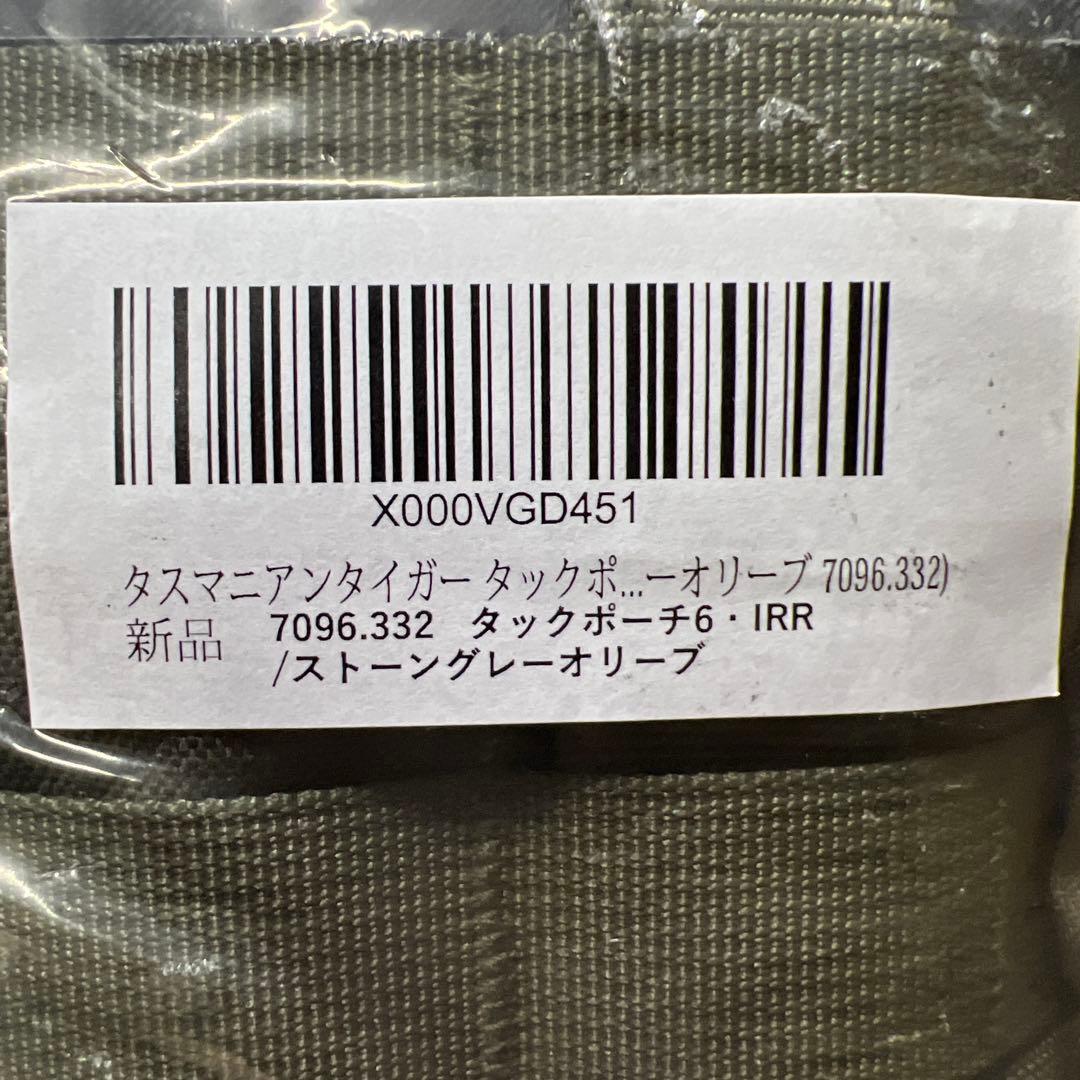 X000VGD451
タスマニアンタイガー タックポ...ーオリーブ 7096.332)
新品 7096.332 タックポーチ6・IRR
/ストーングレーオリーブ